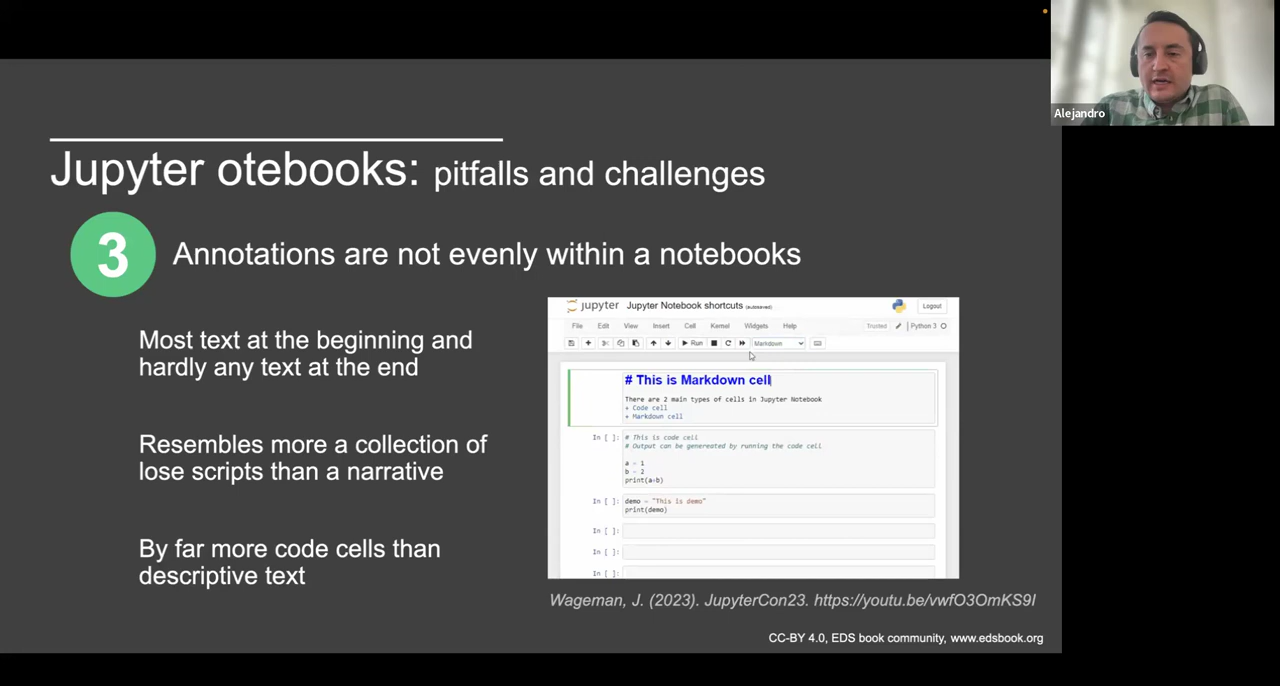 Alejandro
Jupyter otebooks: pitfalls and challenges
3
Annotations are not evenly within a notebooks
Most text at the beginning and
hardly any text at the end
Resembles more a collection of
lose scripts than a narrative
By far more code cells than
descriptive text
jupyter Jupyter Notebook shortcuts (autosaved)
Logout
File Edit View Insert Cell Kernel Widgets Help
Trusted
Python 3
Run
Markdown
# This is Markdown cell
There are 2 main types of cells in Jupyter Notebook
+ Code cell
+ Markdown cell
In [ ]:
# This is code cell
# Output can be genereated by running the code cell
a = 1
b = 2
print(a+b)
In [ ]:
demo = "This is demo"
print(demo)
In [ ]:
In [ ]:
In [ ]:
Wageman, J. (2023). JupyterCon23. https://youtu.be/vwfO3OmKS9I
CC-BY 4.0, EDS book community, www.edsbook.org